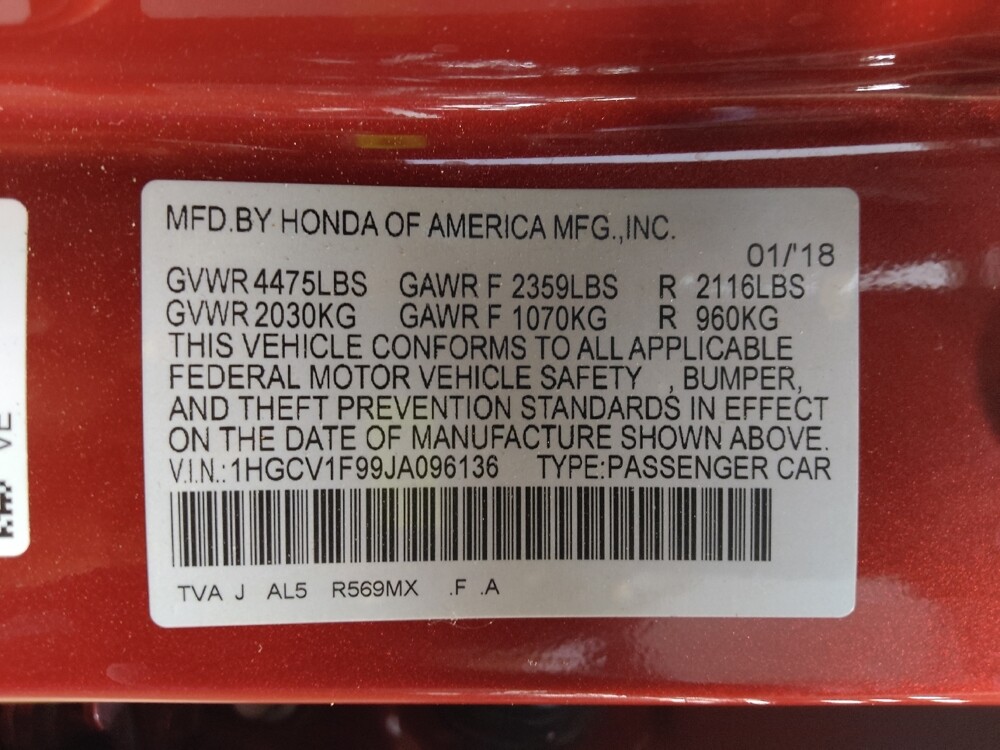 MFD.BY HONDA OF AMERICA MFG.,INC.
01/'18
GVWR 4475LBS GAWR F 2359LBS R 2116LBS
GVWR 2030KG GAWR F 1070KG R 960KG
THIS VEHICLE CONFORMS TO ALL APPLICABLE
FEDERAL MOTOR VEHICLE SAFETY , BUMPER,
AND THEFT PREVENTION STANDARDS IN EFFECT
ON THE DATE OF MANUFACTURE SHOWN ABOVE.
V.I.N.: 1HGCV1F99JA096136 TYPE:PASSENGER CAR
TVA J AL5 R569MX .F .A
VE